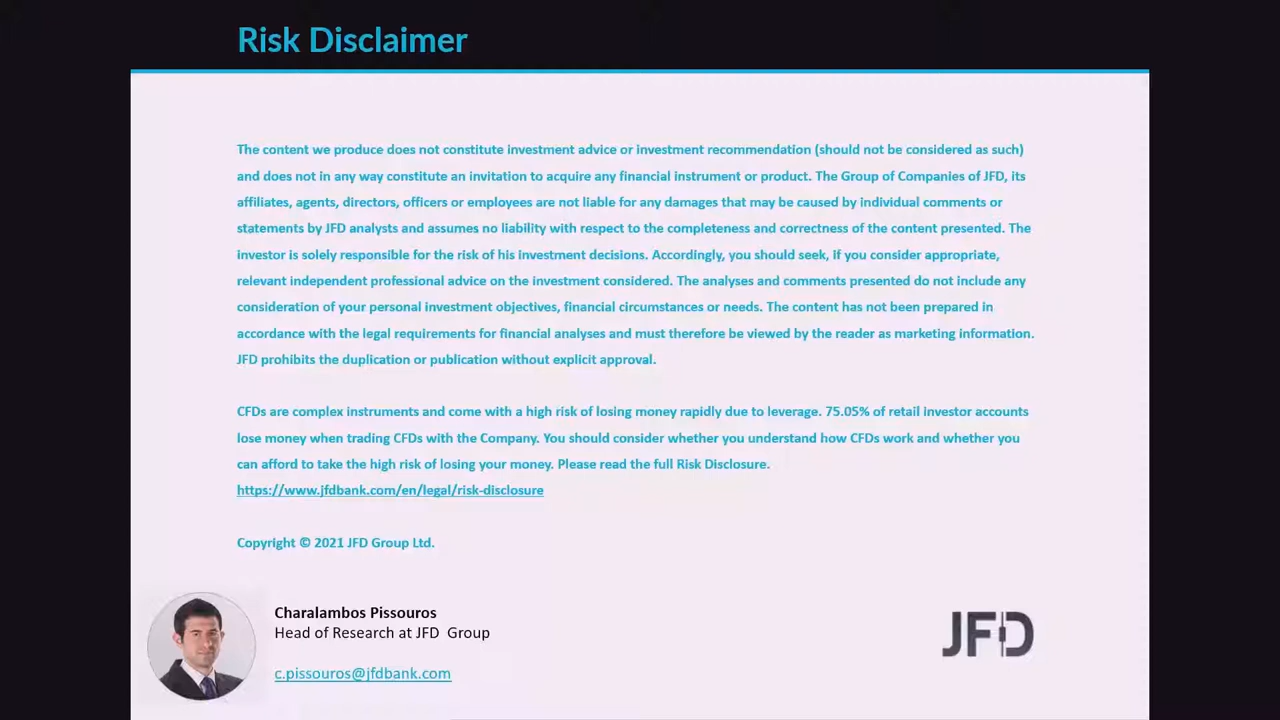 Risk Disclaimer
The content we produce does not constitute investment advice or investment recommendation (should not be considered as such)
and does not in any way constitute an invitation to acquire any financial instrument or product. The Group of Companies of JFD, its
affiliates, agents, directors, officers or employees are not liable for any damages that may be caused by individual comments or
statements by JFD analysts and assumes no liability with respect to the completeness and correctness of the content presented. The
investor is solely responsible for the risk of his investment decisions. Accordingly, you should seek, if you consider appropriate,
relevant independent professional advice on the investment considered. The analyses and comments presented do not include any
consideration of your personal investment objectives, financial circumstances or needs. The content has not been prepared in
accordance with the legal requirements for financial analyses and must therefore be viewed by the reader as marketing information.
JFD prohibits the duplication or publication without explicit approval.
CFDs are complex instruments and come with a high risk of losing money rapidly due to leverage. 75.05% of retail investor accounts
lose money when trading CFDs with the Company. You should consider whether you understand how CFDs work and whether you
can afford to take the high risk of losing your money. Please read the full Risk Disclosure.
https://www.jfdbank.com/en/legal/risk-disclosure
Copyright © 2021 JFD Group Ltd.
Charalambos Pissouros
Head of Research at JFD Group
c.pissouros@jfdbank.com
JFD